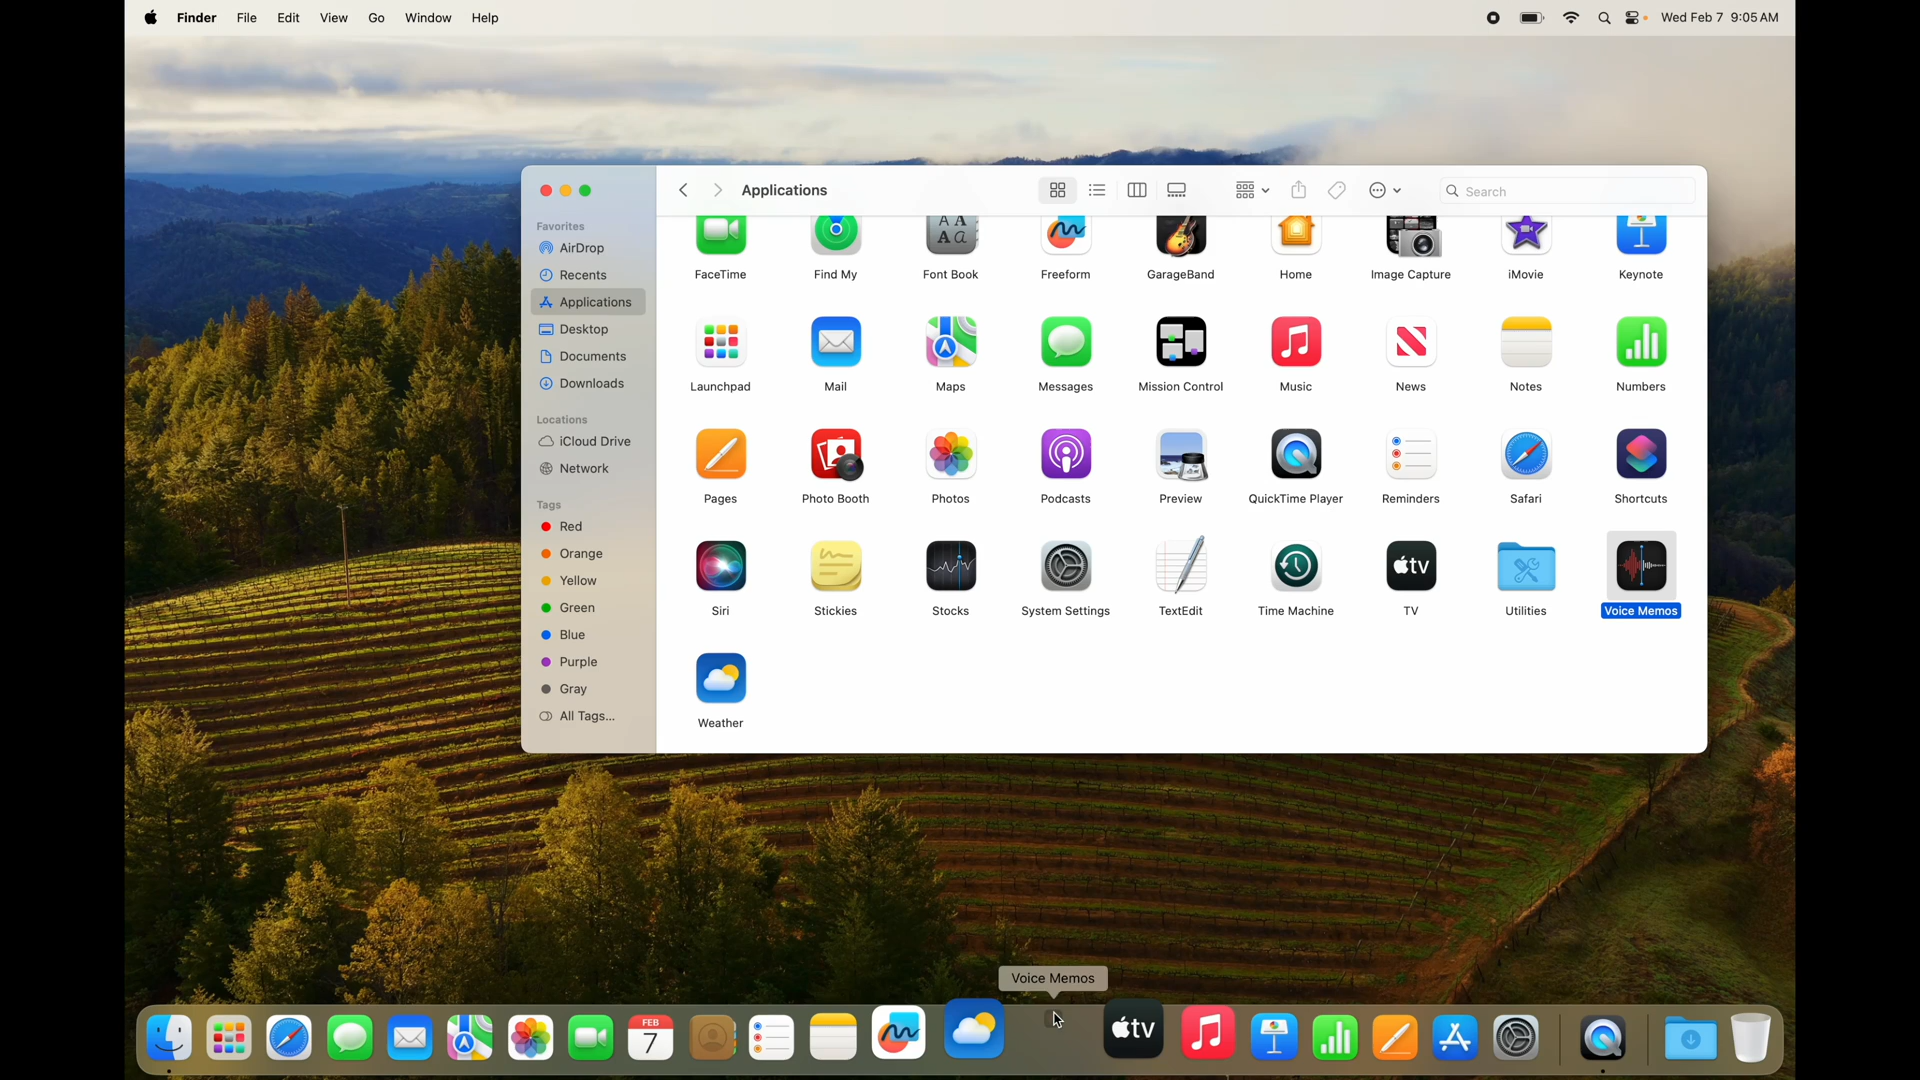 Finder File Edit View Go Window Help
Wed Feb 7 9:05 AM
Applications
Search
Favorites
AirDrop
Recents
Applications
Desktop
Documents
Downloads
Locations
iCloud Drive
Network
Tags
Red
Orange
Yellow
Green
Blue
Purple
Gray
All Tags...
FaceTime Find My Font Book Freeform GarageBand Home Image Capture iMovie Keynote
Launchpad Mail Maps Messages Mission Control Music News Notes Numbers
Pages Photo Booth Photos Podcasts Preview QuickTime Player Reminders Safari Shortcuts
tv
Siri Stickies Stocks System Settings TextEdit Time Machine TV Utilities Voice Memos
Weather
Voice Memos
FEB
7
tv